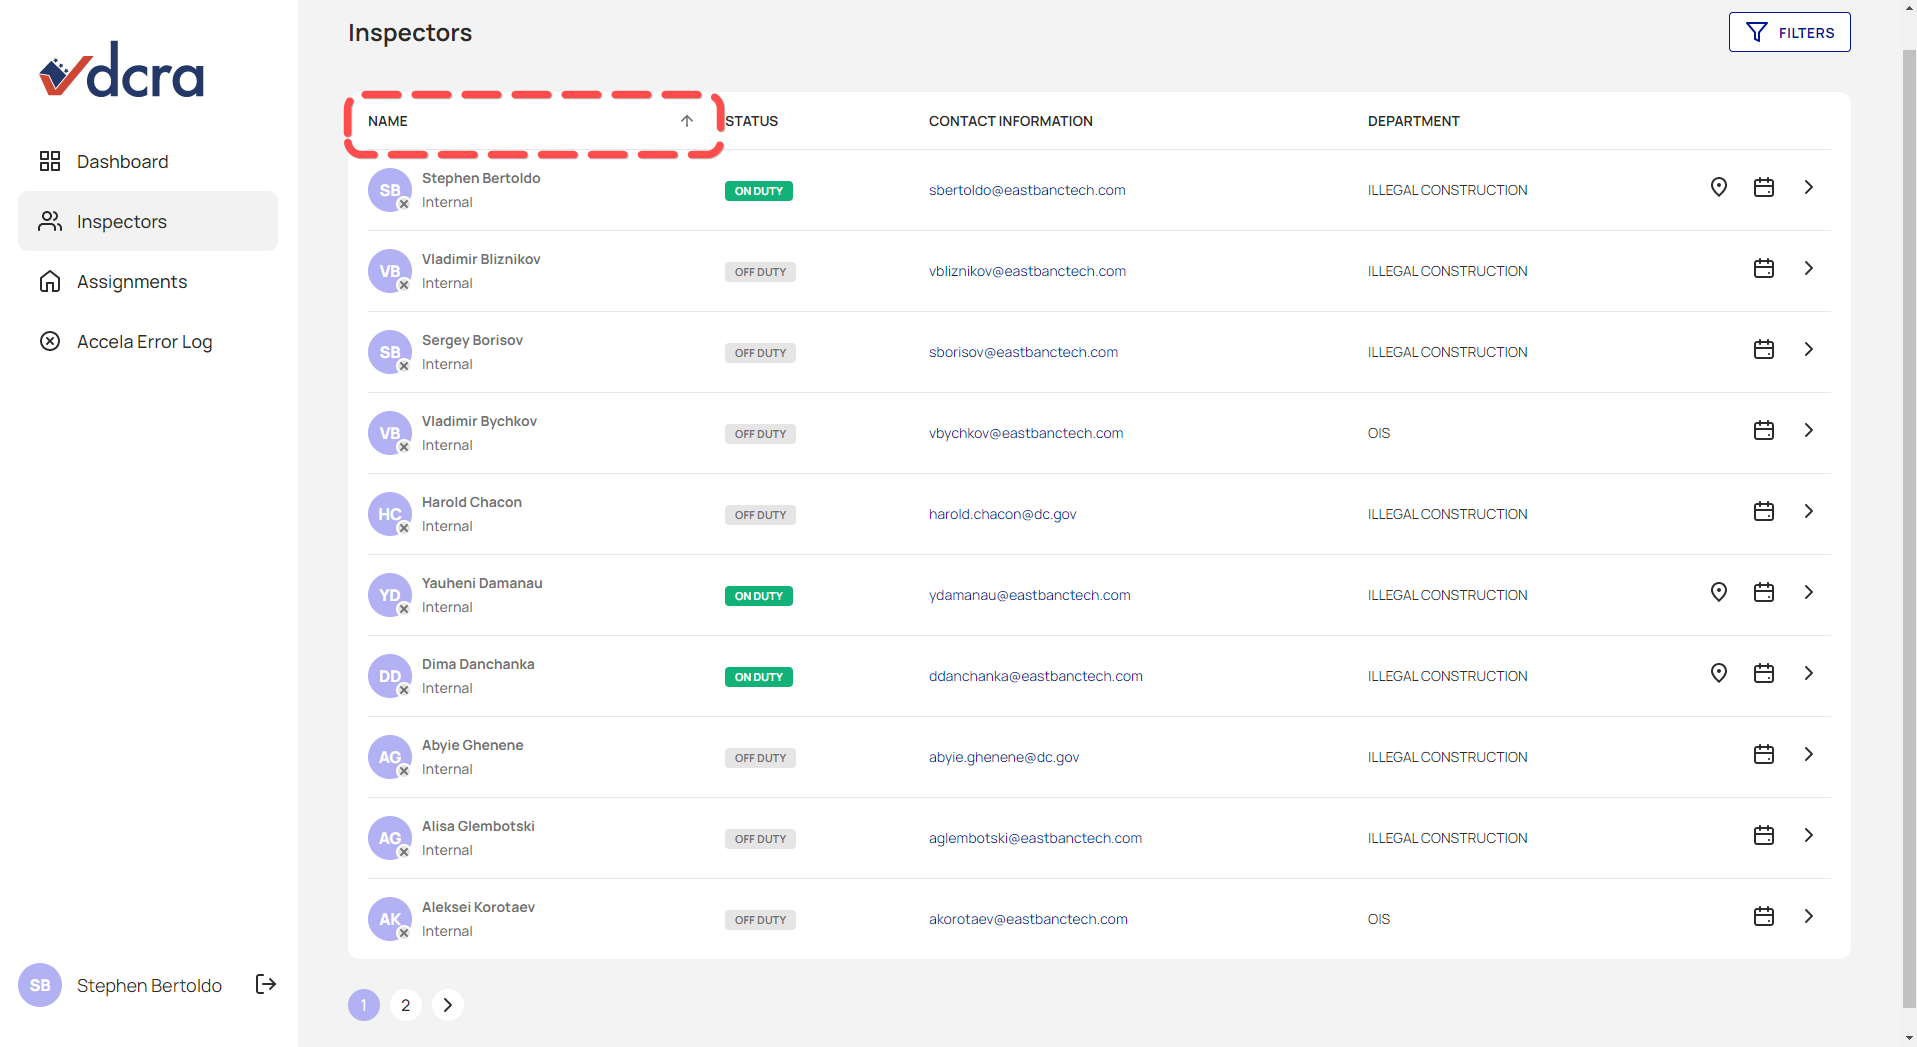 dcra
Dashboard
Inspectors
Assignments
Accela Error Log
SB Stephen Bertoldo
Inspectors
FILTERS
NAME STATUS CONTACT INFORMATION DEPARTMENT
SB Stephen Bertoldo
Internal
ON DUTY sbertoldo@eastbanctech.com ILLEGAL CONSTRUCTION
VB Vladimir Bliznikov
Internal
OFF DUTY vbliznikov@eastbanctech.com ILLEGAL CONSTRUCTION
SB Sergey Borisov
Internal
OFF DUTY sborisov@eastbanctech.com ILLEGAL CONSTRUCTION
VB Vladimir Bychkov
Internal
OFF DUTY vbychkov@eastbanctech.com OIS
HC Harold Chacon
Internal
OFF DUTY harold.chacon@dc.gov ILLEGAL CONSTRUCTION
YD Yauheni Damanau
Internal
ON DUTY ydamanau@eastbanctech.com ILLEGAL CONSTRUCTION
DD Dima Danchanka
Internal
ON DUTY ddanchanka@eastbanctech.com ILLEGAL CONSTRUCTION
AG Abyie Ghenene
Internal
OFF DUTY abyie.ghenene@dc.gov ILLEGAL CONSTRUCTION
AG Alisa Glembotski
Internal
OFF DUTY aglembotski@eastbanctech.com ILLEGAL CONSTRUCTION
AK Aleksei Korotaev
Internal
OFF DUTY akorotaev@eastbanctech.com OIS
1 2